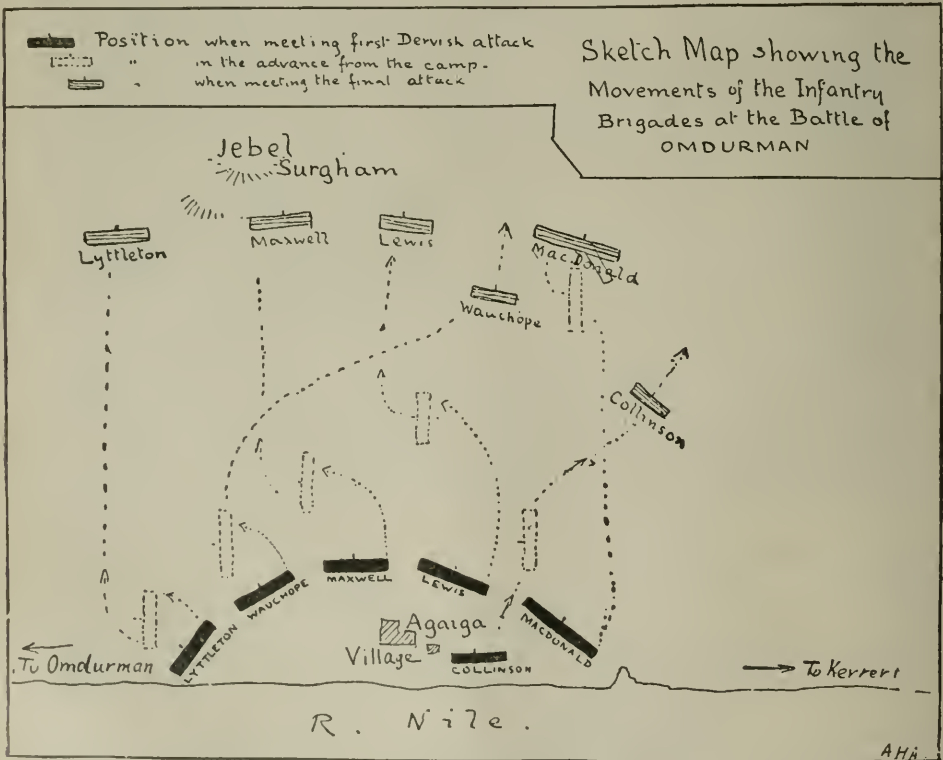 Position when meeting first Dervish attack
" in the advance from the camp.
" when meeting the final attack
Sketch Map showing the
Movements of the Infantry
Brigades at the Battle of
OMDURMAN
Jebel
Surgham
Lyttleton
Maxwell
Lewis
MacDonald
Wauchope
Collinson
LYTTLETON
WAUCHOPE
MAXWELL
LEWIS
MACDONALD
Agaiga
Village
COLLINSON
To Omdurman
To Kerreri
R. Nile.
AHA.